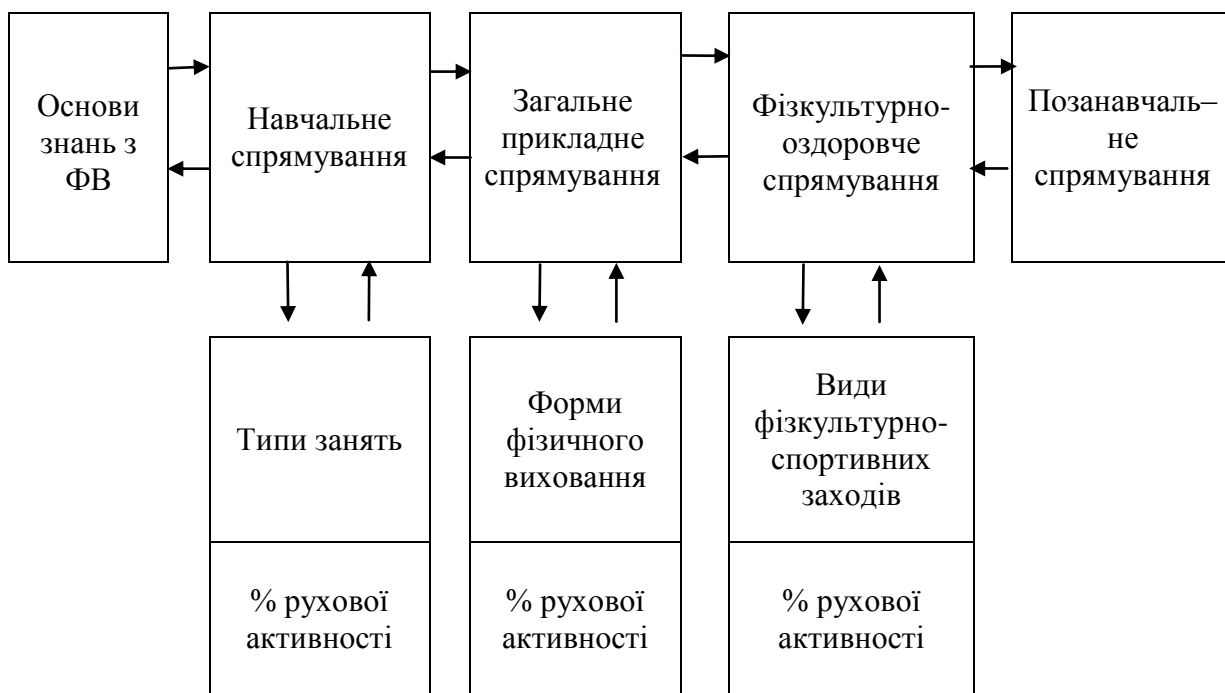 Основи
знань з
ФВ
Навчальне
спрямування
Загальне
прикладне
спрямування
Фізкультурно-
оздоровче
спрямування
Позанавчаль–
не
спрямування
Типи занять
Форми
фізичного
виховання
Види
фізкультурно-
спортивних
заходів
% рухової
активності
% рухової
активності
% рухової
активності